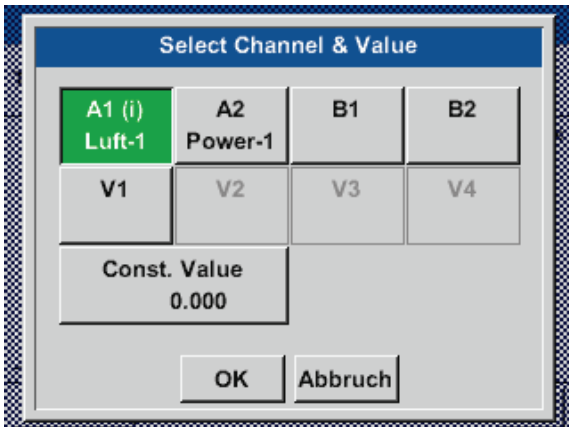 Select Channel & Value
A1 (i) A2 B1 B2
Luft-1 Power-1
V1 V2 V3 V4
Const. Value
0.000
OK Abbruch